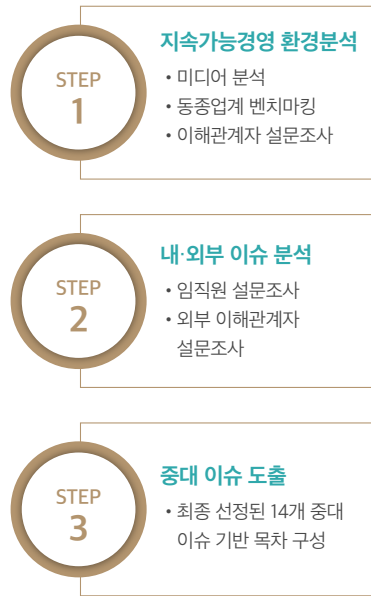 STEP
1
지속가능경영 환경분석
• 미디어 분석
• 동종업계 벤치마킹
• 이해관계자 설문조사
STEP
2
내·외부 이슈 분석
• 임직원 설문조사
• 외부 이해관계자
설문조사
STEP
3
중대 이슈 도출
• 최종 선정된 14개 중대
이슈 기반 목차 구성